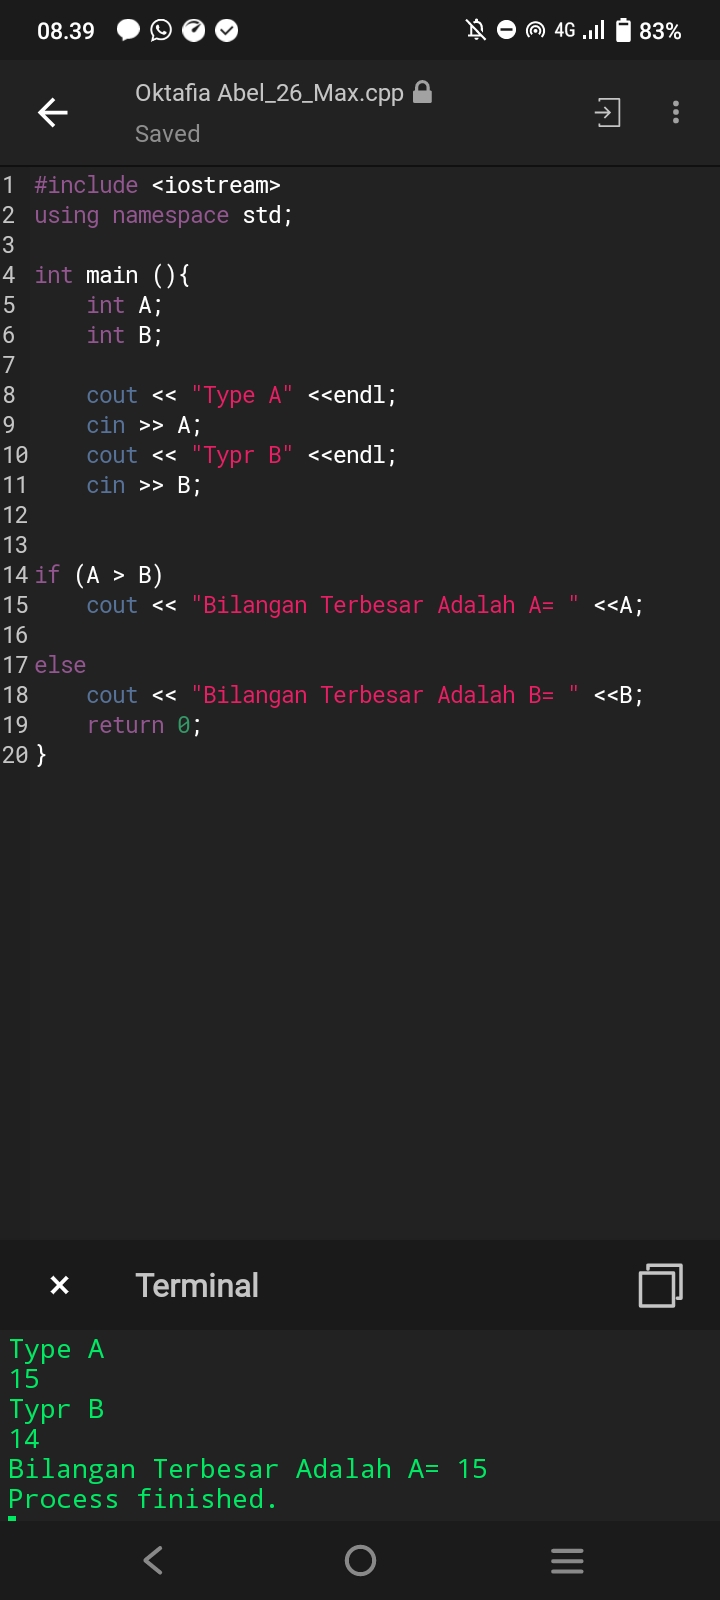 08.39 4G 83%
Oktafia Abel_26_Max.cpp
Saved
1 #include <iostream>
2 using namespace std;
3
4 int main (){
5     int A;
6     int B;
7
8     cout << "Type A" <<endl;
9     cin >> A;
10     cout << "Typr B" <<endl;
11     cin >> B;
12
13
14 if (A > B)
15     cout << "Bilangan Terbesar Adalah A= " <<A;
16
17 else
18     cout << "Bilangan Terbesar Adalah B= " <<B;
19     return 0;
20 }
Terminal
Type A
15
Typr B
14
Bilangan Terbesar Adalah A= 15
Process finished.